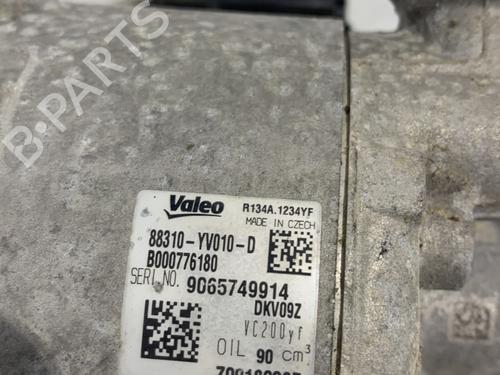 B-PARTS
Valeo
R134A.1234YF
MADE IN CZECH
88310-YV010-D
B000776180
SERI.NO. 9065749914
DKV09Z
VC200yf
OIL 90 cm³